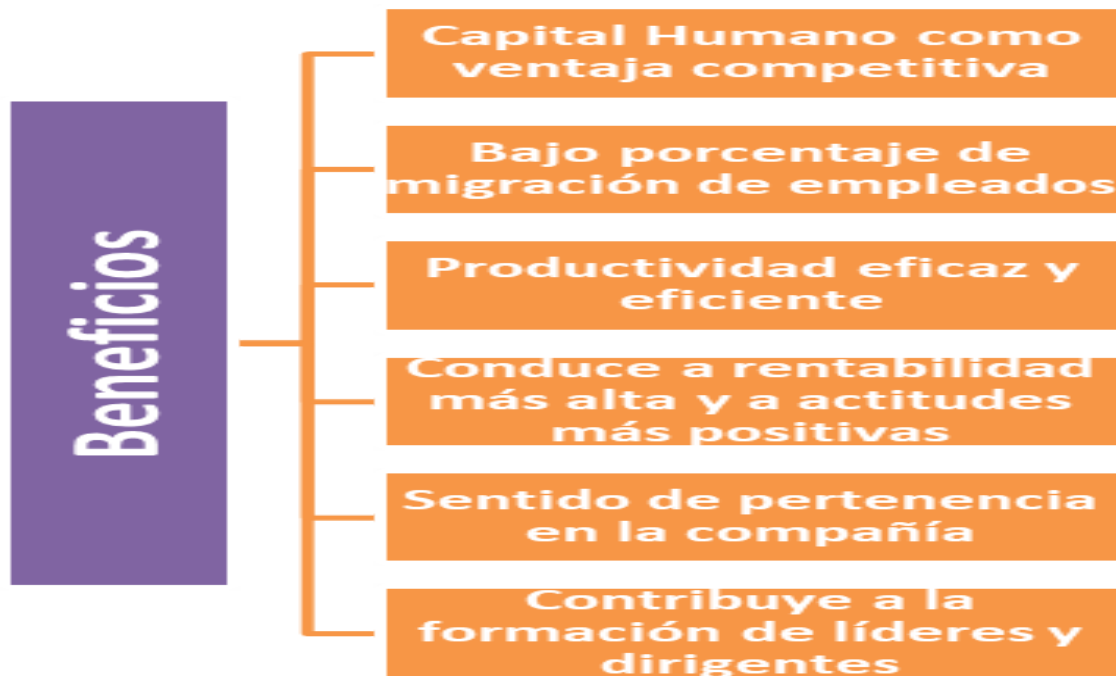 Beneficios
Capital Humano como
ventaja competitiva
Bajo porcentaje de
migración de empleados
Productividad eficaz y
eficiente
Conduce a rentabilidad
más alta y a actitudes
más positivas
Sentido de pertenencia
en la compañía
Contribuye a la
formación de líderes y
dirigentes